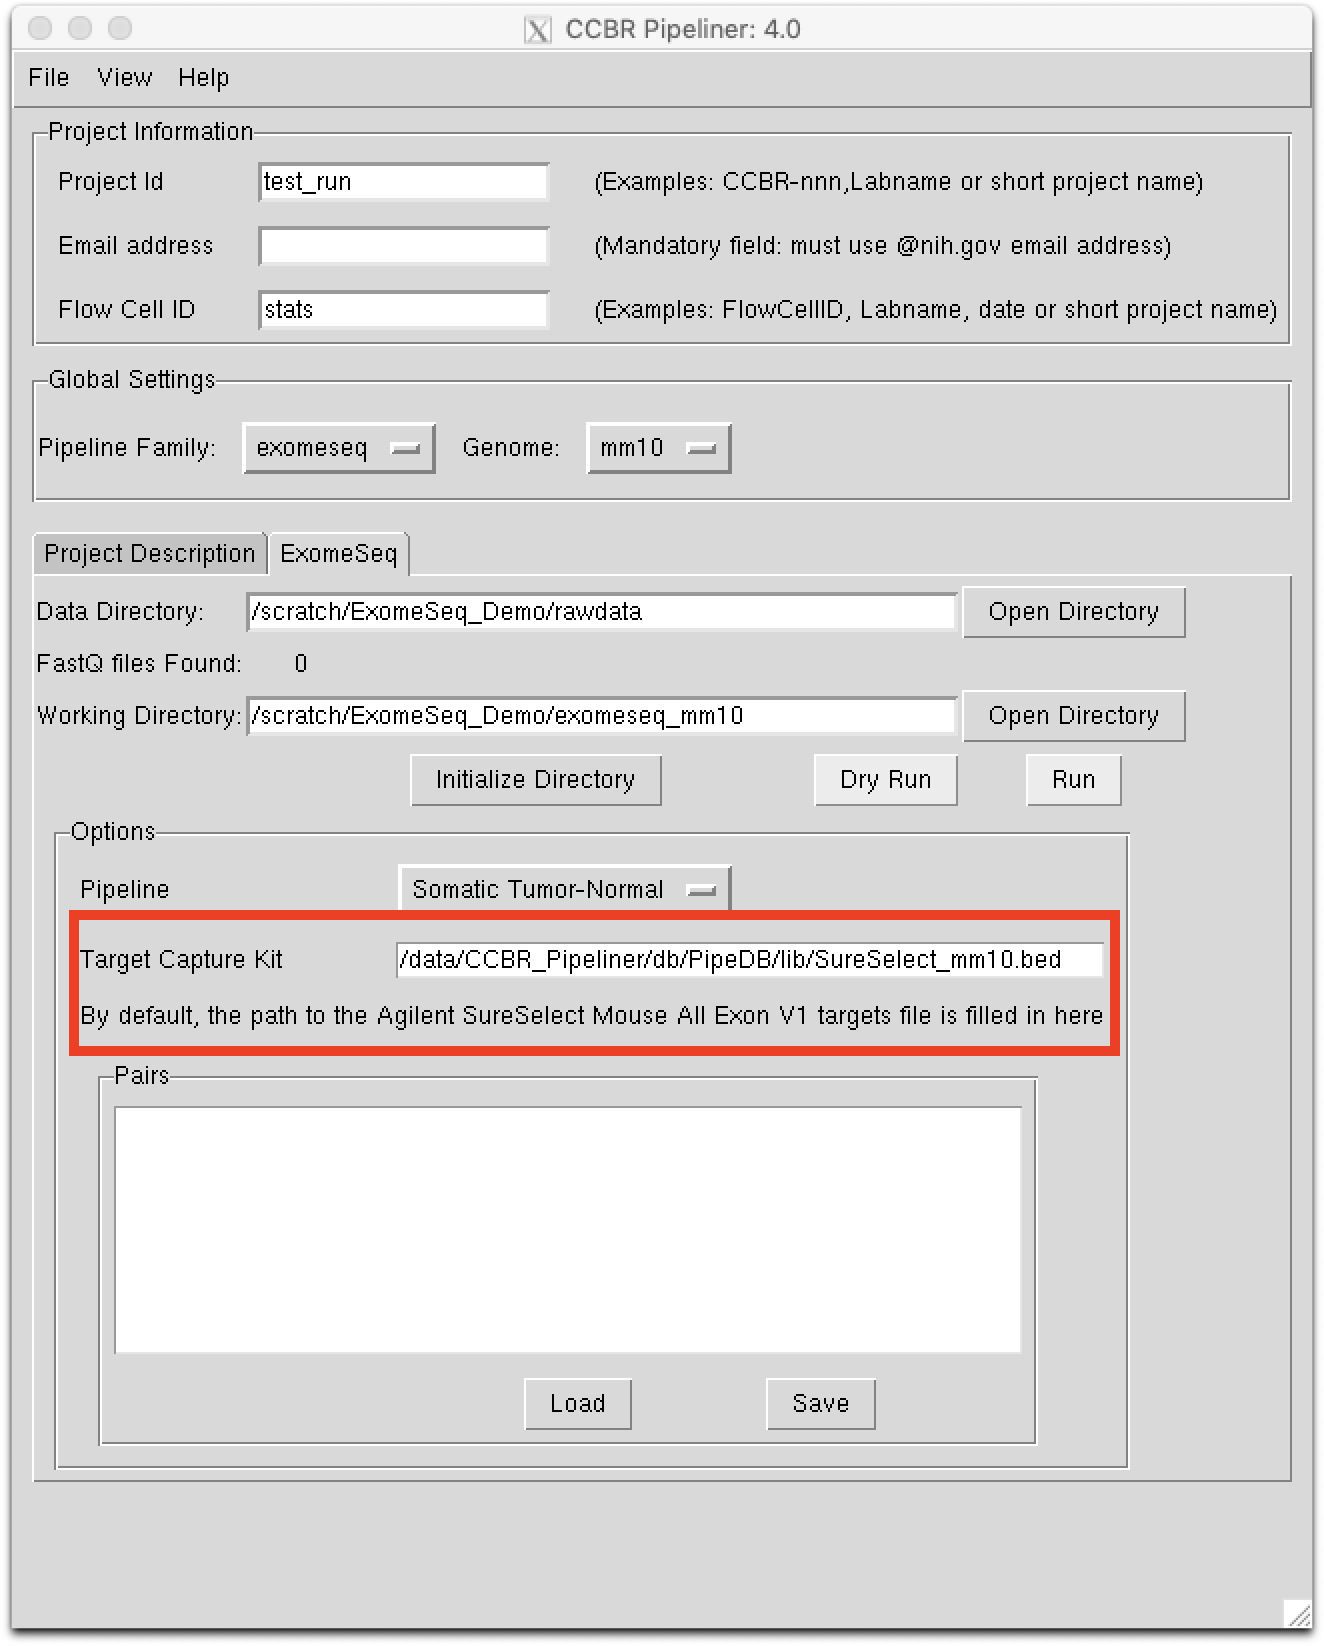 CCBR Pipeliner: 4.0
File View Help
Project Information
Project Id test_run (Examples: CCBR-nnn,Labname or short project name)
Email address (Mandatory field: must use @nih.gov email address)
Flow Cell ID stats (Examples: FlowCellID, Labname, date or short project name)
Global Settings
Pipeline Family: exomeseq Genome: mm10
Project Description ExomeSeq
Data Directory: /scratch/ExomeSeq_Demo/rawdata Open Directory
FastQ files Found: 0
Working Directory: /scratch/ExomeSeq_Demo/exomeseq_mm10 Open Directory
Initialize Directory Dry Run Run
Options
Pipeline Somatic Tumor-Normal
Target Capture Kit /data/CCBR_Pipeliner/db/PipeDB/lib/SureSelect_mm10.bed
By default, the path to the Agilent SureSelect Mouse All Exon V1 targets file is filled in here
Pairs
Load Save